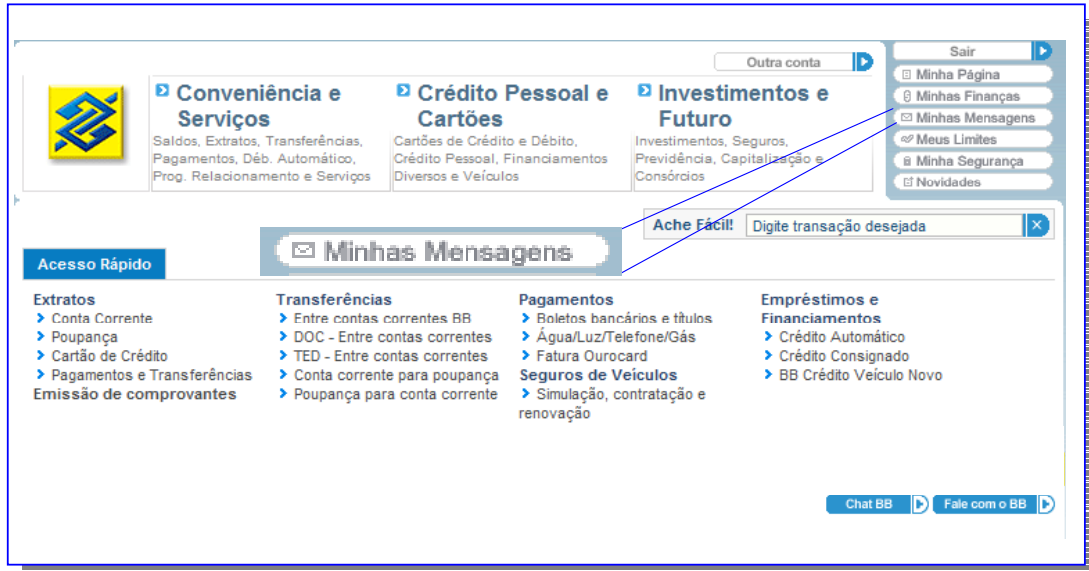 Outra conta
Sair
Minha Página
Minhas Finanças
Minhas Mensagens
Meus Limites
Minha Segurança
Novidades
Conveniência e
Serviços
Saldos, Extratos, Transferências,
Pagamentos, Déb. Automático,
Prog. Relacionamento e Serviços
Crédito Pessoal e
Cartões
Cartões de Crédito e Débito,
Crédito Pessoal, Financiamentos
Diversos e Veículos
Investimentos e
Futuro
Investimentos, Seguros,
Previdência, Capitalização e
Consórcios
Ache Fácil! Digite transação desejada
Minhas Mensagens
Acesso Rápido
Extratos
Conta Corrente
Poupança
Cartão de Crédito
Pagamentos e Transferências
Emissão de comprovantes
Transferências
Entre contas correntes BB
DOC - Entre contas correntes
TED - Entre contas correntes
Conta corrente para poupança
Poupança para conta corrente
Pagamentos
Boletos bancários e títulos
Água/Luz/Telefone/Gás
Fatura Ourocard
Seguros de Veículos
Simulação, contratação e
renovação
Empréstimos e
Financiamentos
Crédito Automático
Crédito Consignado
BB Crédito Veículo Novo
Chat BB
Fale com o BB